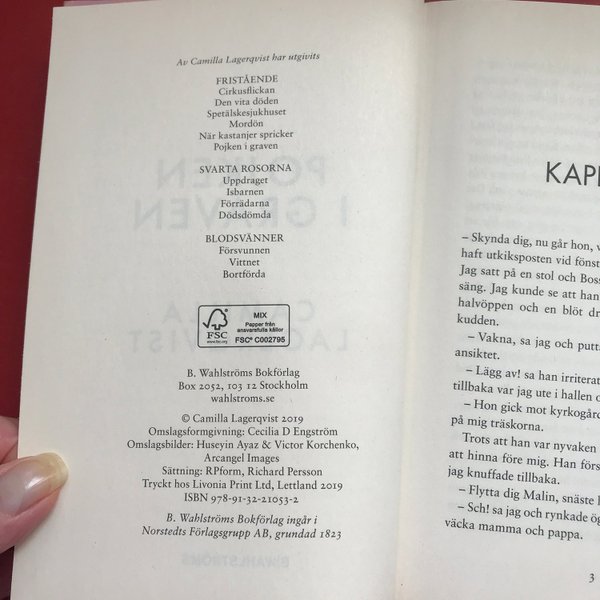 Av Camilla Lagerqvist har utgivits
FRISTÅENDE
Cirkusflickan
Den vita döden
Spetälskesjukhuset
Mordön
När kastanjer spricker
Pojken i graven
SVARTA ROSORNA
Uppdraget
Isbarnen
Förrädarna
Dödsdömda
BLODSVÄNNER
Försvunnen
Vittnet
Bortförda
FSC
www.fsc.org
MIX
Papper från
ansvarsfulla källor
FSC® C002795
B. Wahlströms Bokförlag
Box 2052, 103 12 Stockholm
wahlstroms.se
© Camilla Lagerqvist 2019
Omslagsformgivning: Cecilia D Engström
Omslagsbilder: Huseyin Ayaz & Victor Korchenko,
Arcangel Images
Sättning: RPform, Richard Persson
Tryckt hos Livonia Print Ltd, Lettland 2019
ISBN 978-91-32-21053-2
B. Wahlströms Bokförlag ingår i
Norstedts Förlagsgrupp AB, grundad 1823
KAPI
– Skynda dig, nu går hon, v
haft utkiksposten vid fönst
Jag satt på en stol och Boss
säng. Jag kunde se att han
halvöppen och en blöt dr
kudden.
– Vakna, sa jag och putt
ansiktet.
– Lägg av! sa han irriterat
tillbaka var jag ute i hallen o
– Hon gick mot kyrkogår
på mig träskorna.
Trots att han var nyvaken
att hinna före mig. Han förs
jag knuffade tillbaka.
– Flytta dig Malin, snäste h
– Sch! sa jag och rynkade ög
väcka mamma och pappa.
3